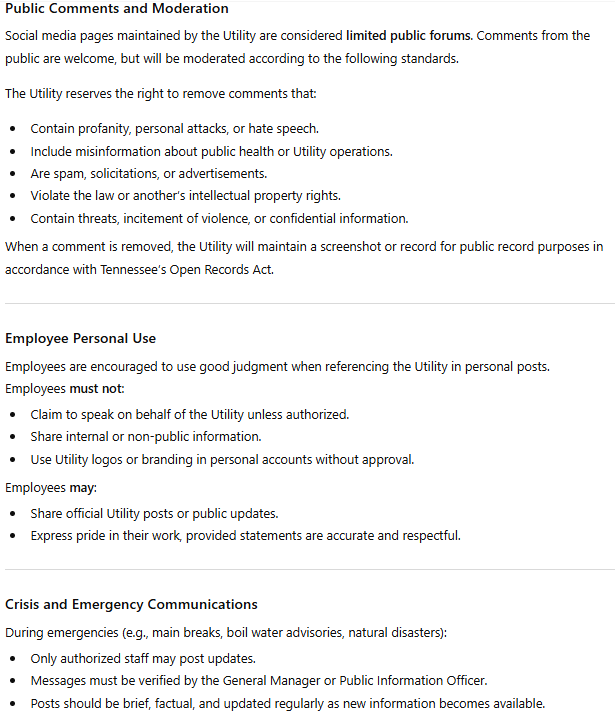 Public Comments and Moderation
Social media pages maintained by the Utility are considered limited public forums. Comments from the
public are welcome, but will be moderated according to the following standards.
The Utility reserves the right to remove comments that:
• Contain profanity, personal attacks, or hate speech.
• Include misinformation about public health or Utility operations.
• Are spam, solicitations, or advertisements.
• Violate the law or another's intellectual property rights.
• Contain threats, incitement of violence, or confidential information.
When a comment is removed, the Utility will maintain a screenshot or record for public record purposes in
accordance with Tennessee's Open Records Act.
Employee Personal Use
Employees are encouraged to use good judgment when referencing the Utility in personal posts.
Employees must not:
• Claim to speak on behalf of the Utility unless authorized.
• Share internal or non-public information.
• Use Utility logos or branding in personal accounts without approval.
Employees may:
• Share official Utility posts or public updates.
• Express pride in their work, provided statements are accurate and respectful.
Crisis and Emergency Communications
During emergencies (e.g., main breaks, boil water advisories, natural disasters):
• Only authorized staff may post updates.
• Messages must be verified by the General Manager or Public Information Officer.
• Posts should be brief, factual, and updated regularly as new information becomes available.